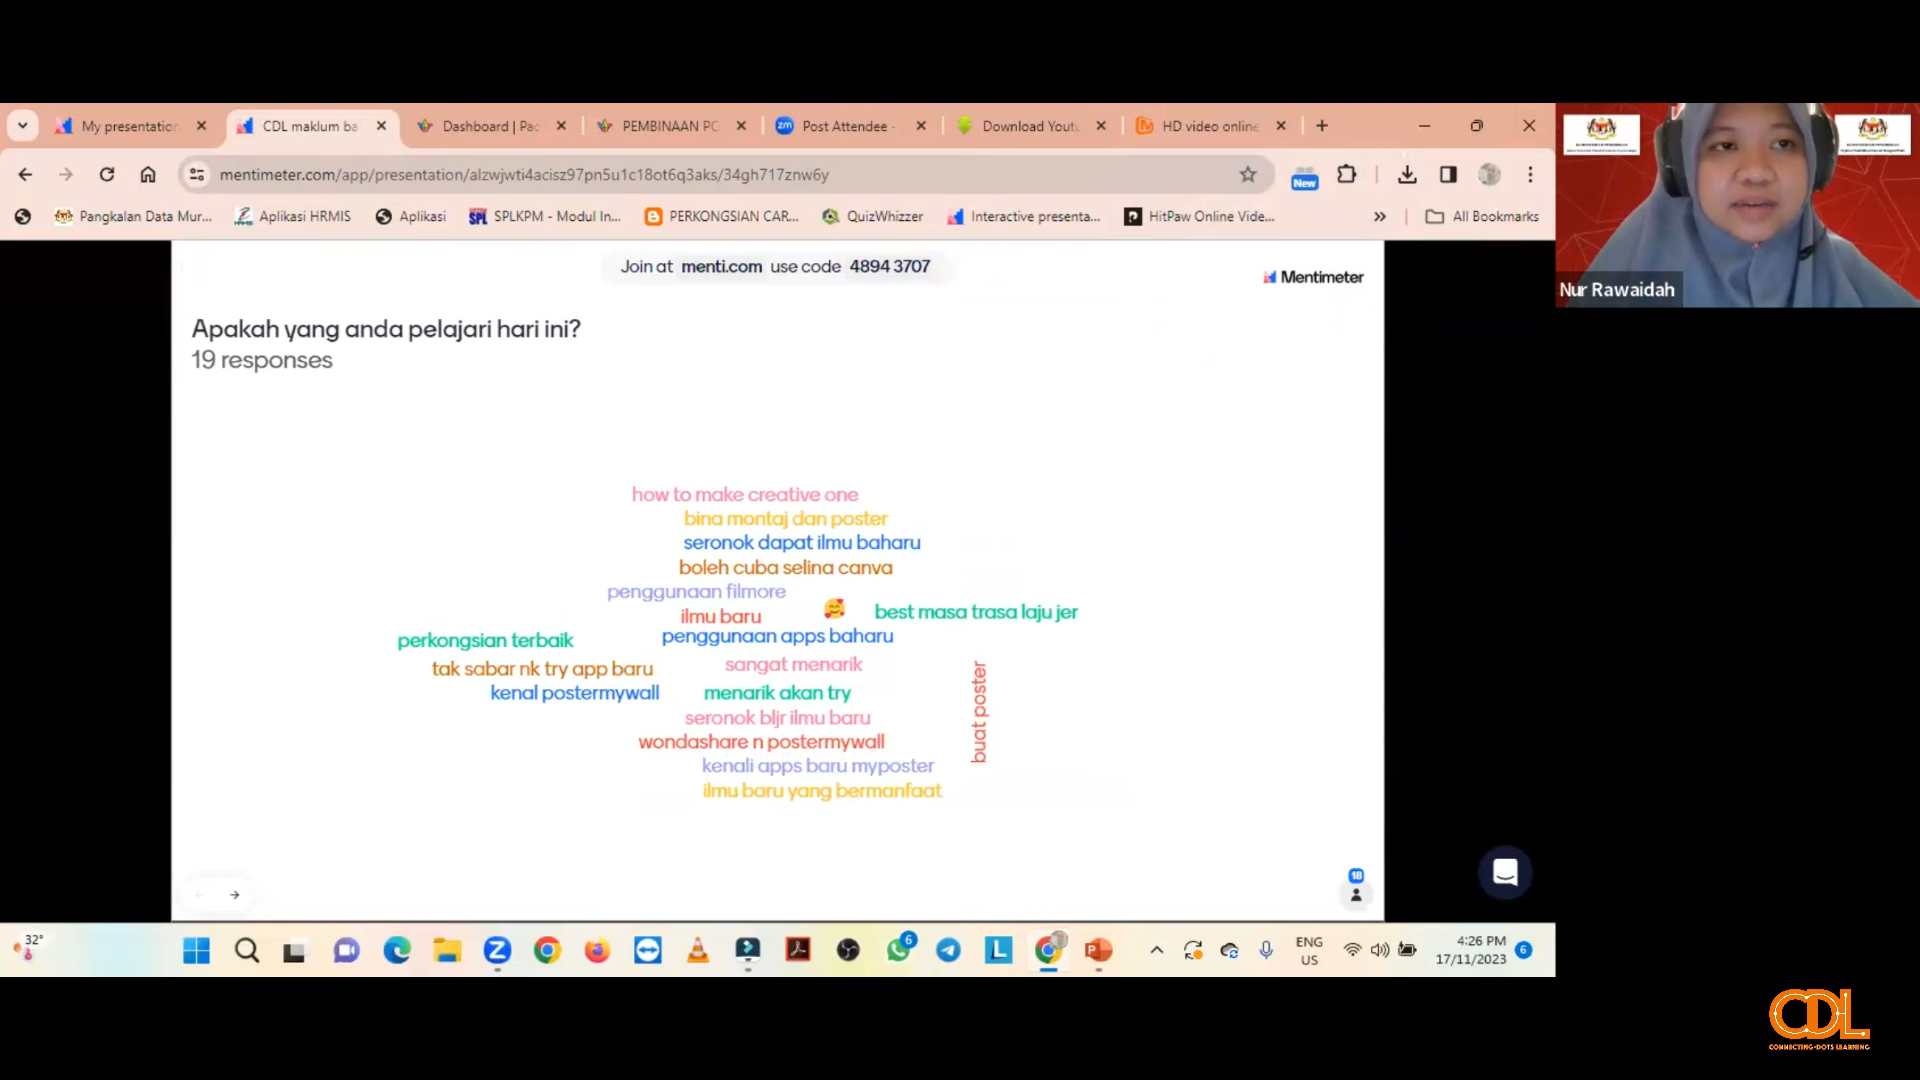 My presentation
CDL maklum ba
Dashboard | Pac
PEMBINAAN PO
Post Attendee -
Download Yout
HD video online
mentimeter.com/app/presentation/alzwjwti4acisz97pn5u1c18ot6q3aks/34gh717znw6y
New
Pangkalan Data Mur...
Aplikasi HRMIS
Aplikasi
SPLKPM - Modul In...
PERKONGSIAN CAR...
QuizWhizzer
Interactive presenta...
HitPaw Online Vide...
All Bookmarks
Nur Rawaidah
Join at menti.com use code 4894 3707
Mentimeter
Apakah yang anda pelajari hari ini?
19 responses
how to make creative one
bina montaj dan poster
seronok dapat ilmu baharu
boleh cuba selina canva
penggunaan filmore
ilmu baru
best masa trasa laju jer
perkongsian terbaik
penggunaan apps baharu
tak sabar nk try app baru
sangat menarik
kenal postermywall
menarik akan try
buat poster
seronok bljr ilmu baru
wondashare n postermywall
kenali apps baru myposter
ilmu baru yang bermanfaat
18
32°
6
ENG
US
4:26 PM
17/11/2023
6
CDL
CONNECTING-DOTS LEARNING